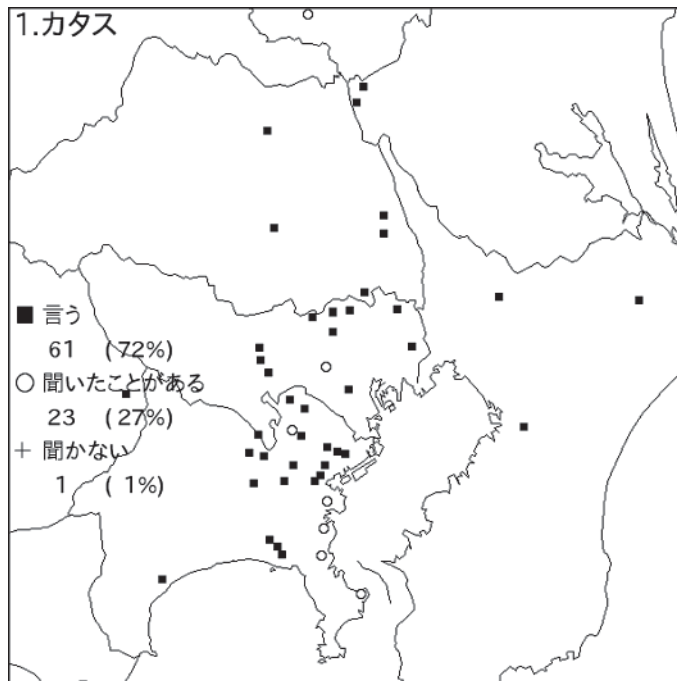 1.カタス
■ 言う
61 (72%)
○ 聞いたことがある
23 (27%)
+ 聞かない
1 ( 1%)